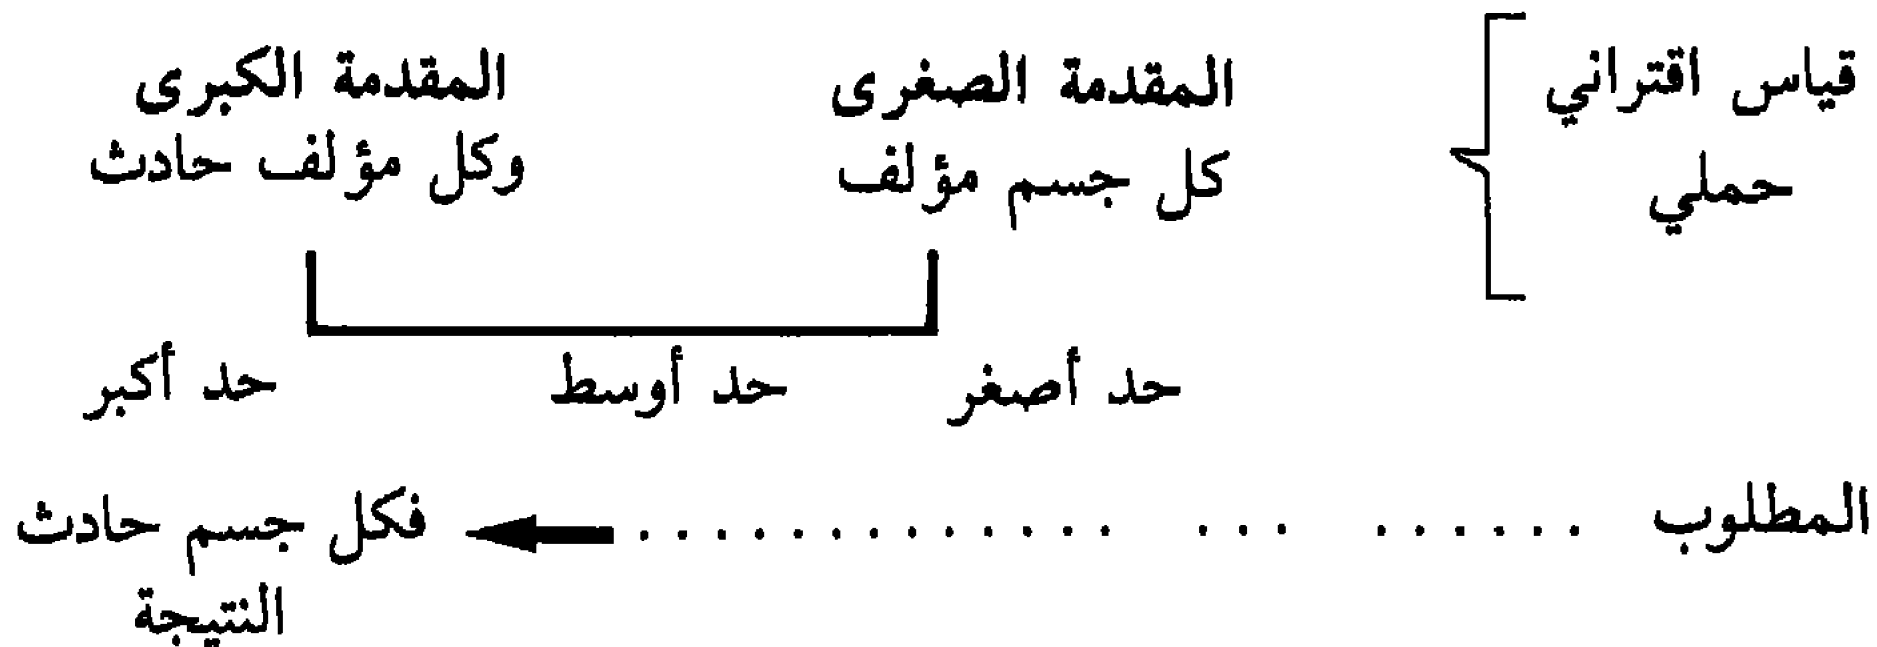 قياس اقتراني
حملي
المقدمة الصغرى
كل جسم مؤلف
المقدمة الكبرى
وكل مؤلف حادث
حد أصغر
حد أوسط
حد أكبر
المطلوب . . . . . . . . . . . . . . . . . . . . . . فكل جسم حادث
النتيجة